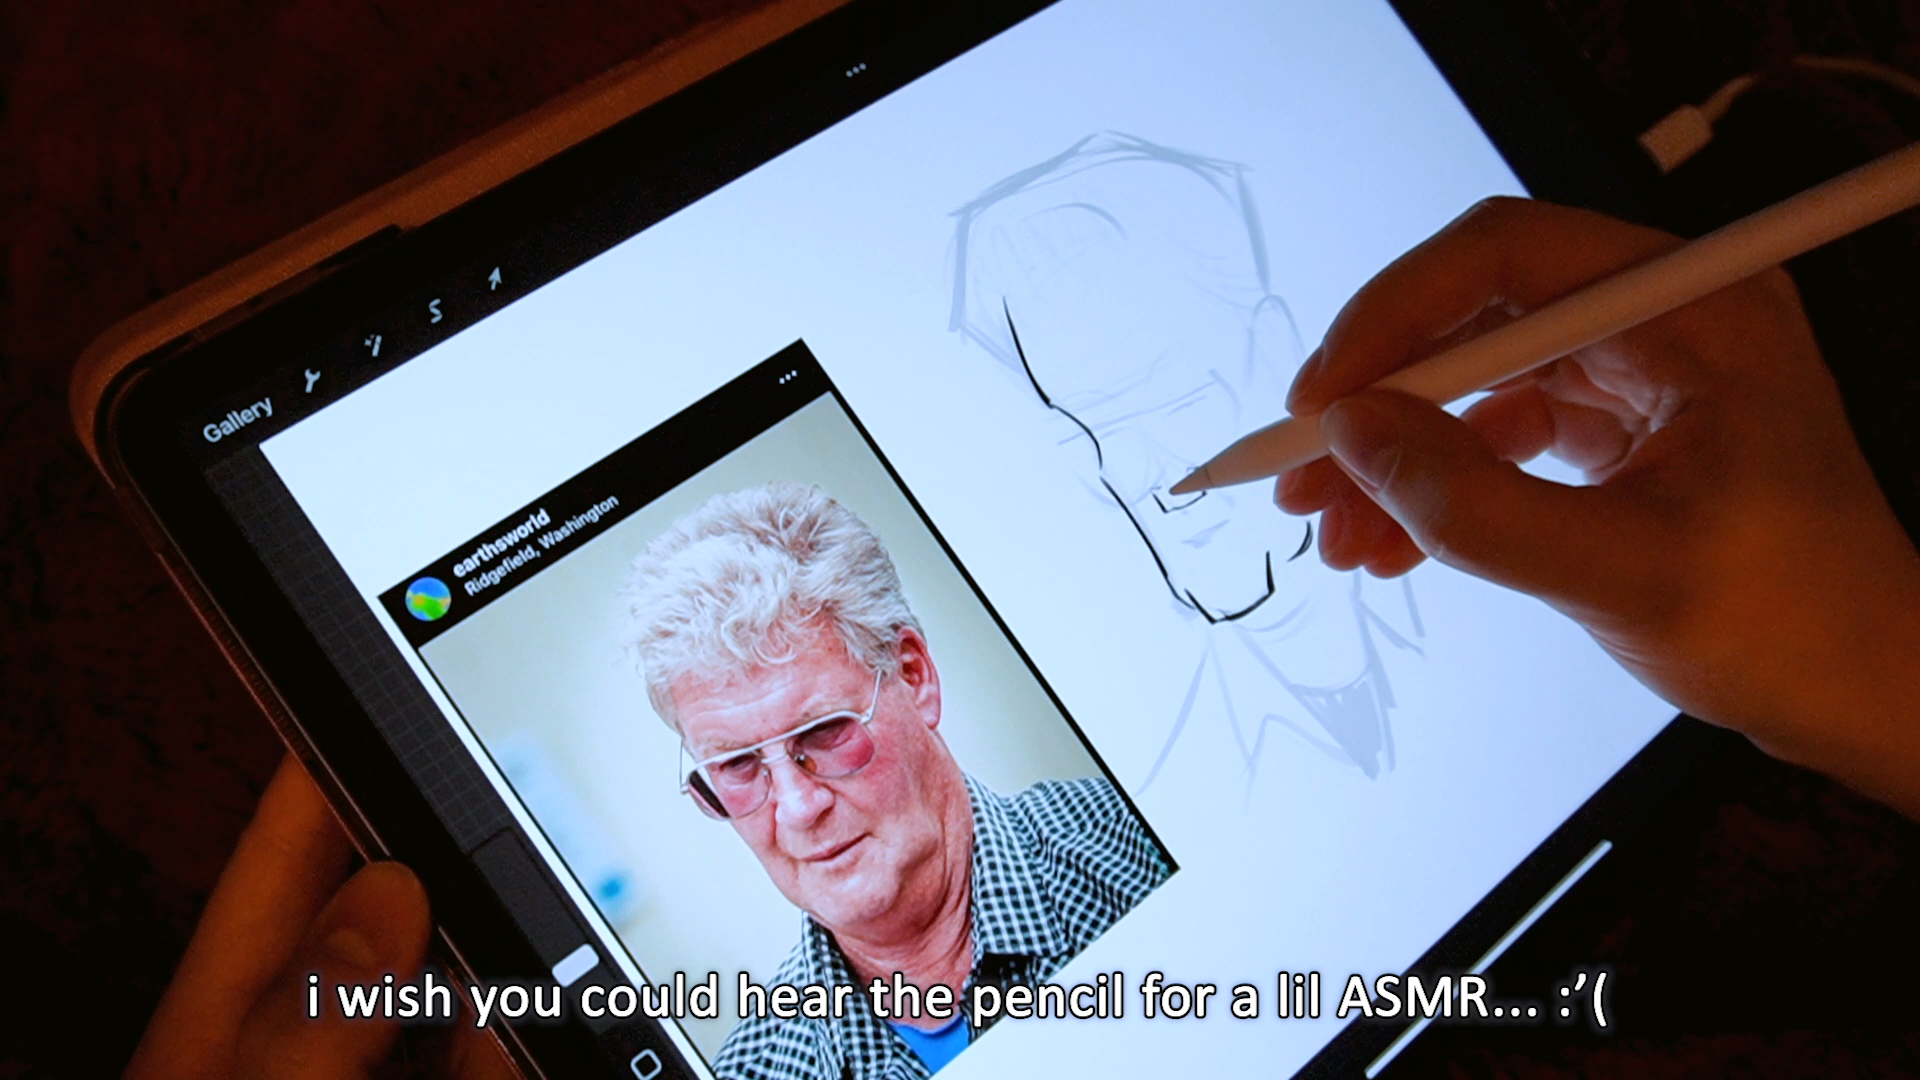 Gallery
earthsworld
Ridgefield, Washington
i wish you could hear the pencil for a lil ASMR... :’(